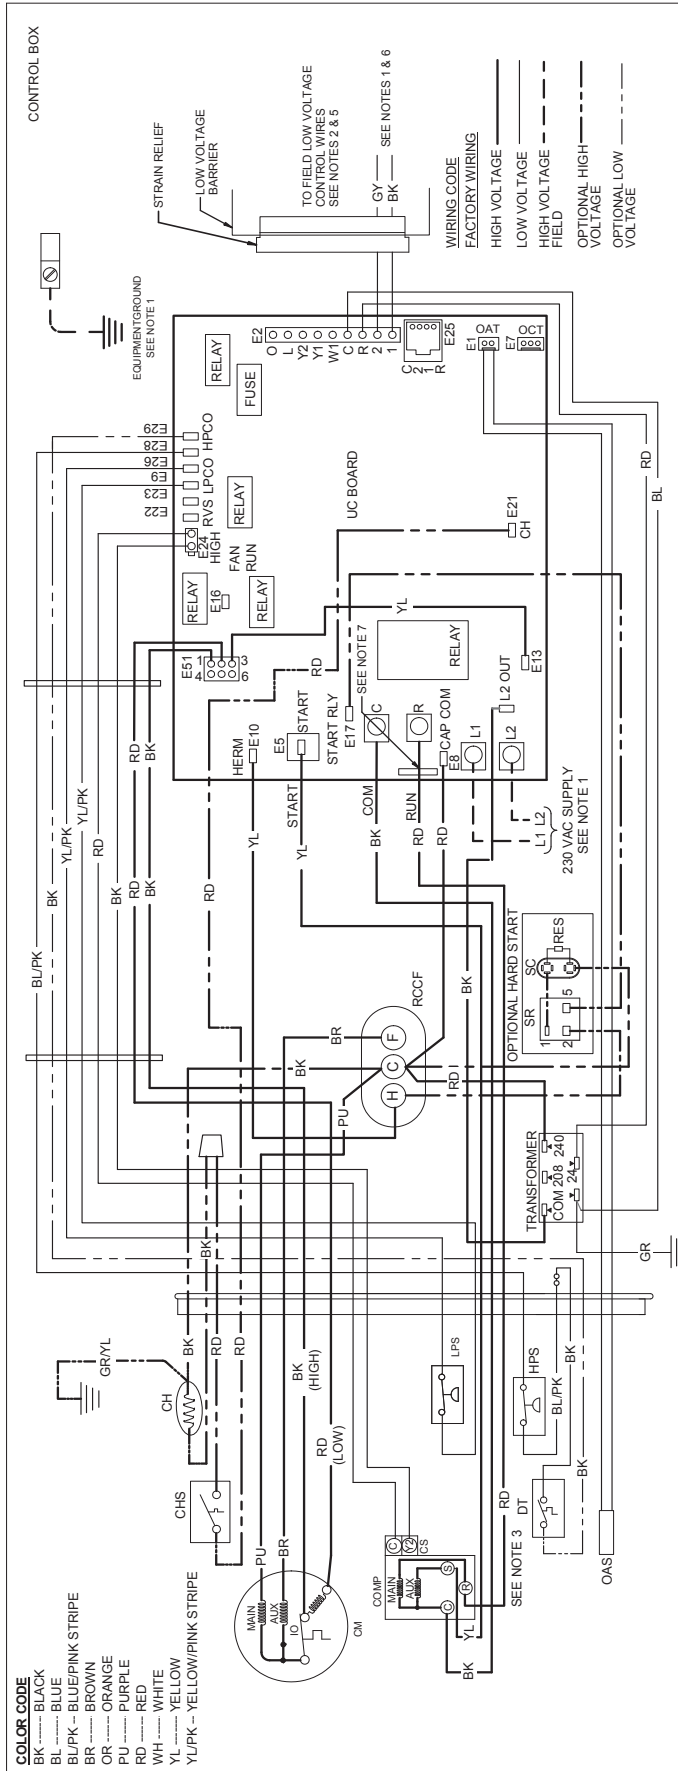 CONTROL BOX
COLOR CODE
BK ------ BLACK
BL ------ BLUE
BL/PK -- BLUE/PINK STRIPE
BR ------ BROWN
OR ------ ORANGE
PU ------ PURPLE
RD ------ RED
WH ------ WHITE
YL ------ YELLOW
YL/PK -- YELLOW/PINK STRIPE
GR/YL
CH
CHS
BK
RD
BK
RD
PU
BR
BK
(HIGH)
RD
(LOW)
MAIN
AUX
IO
CM
COMP
MAIN
AUX
C
S
R
C
Y2
CS
BK
YL
RD
SEE NOTE 3
LPS
HPS
BL/PK
BK
DT
BK
OAS
GR
TRANSFORMER
COM 208 240
24
BL/PK
BK
YL/PK
YL/PK
RD
BK
RD
BK
RD
BK
RD
BK
PU
BR
H
C
F
RCCF
RD
BK
YL
YL
BK
RD
RD
START
COM
RUN
OPTIONAL HARD START
SR
SC
RES
1
2
5
L1
L2
230 VAC SUPPLY
SEE NOTE 1
EQUIPMENTGROUND
SEE NOTE 1
E29
E28
E26
E9
E23
E22
HPCO
LPCO
RVS
E24
HIGH
FAN
RUN
RELAY
E16
RELAY
RELAY
RELAY
FUSE
E51
1
3
4
6
RD
YL
HERM
E10
E5
START
START RLY
E17
SEE NOTE 7
C
R
CAP COM
E8
L1
L2
L2 OUT
E13
RELAY
UC BOARD
E21
CH
E2
O
L
Y2
Y1
W1
C
R
2
1
C
2
1
R
E25
E1
OAT
E7
OCT
RD
BL
STRAIN RELIEF
LOW VOLTAGE
BARRIER
TO FIELD LOW VOLTAGE
CONTROL WIRES
SEE NOTES 2 & 5
GY
BK
SEE NOTES 1 & 6
WIRING CODE
FACTORY WIRING
HIGH VOLTAGE
LOW VOLTAGE
HIGH VOLTAGE
FIELD
OPTIONAL HIGH
VOLTAGE
OPTIONAL LOW
VOLTAGE